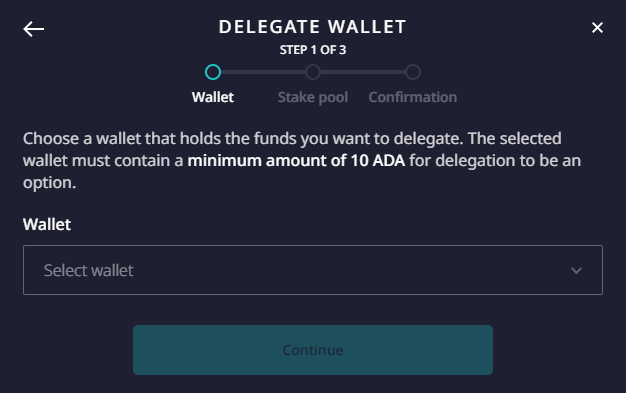 DELEGATE WALLET
STEP 1 OF 3
Wallet Stake pool Confirmation
Choose a wallet that holds the funds you want to delegate. The selected
wallet must contain a minimum amount of 10 ADA for delegation to be an
option.
Wallet
Select wallet
Continue